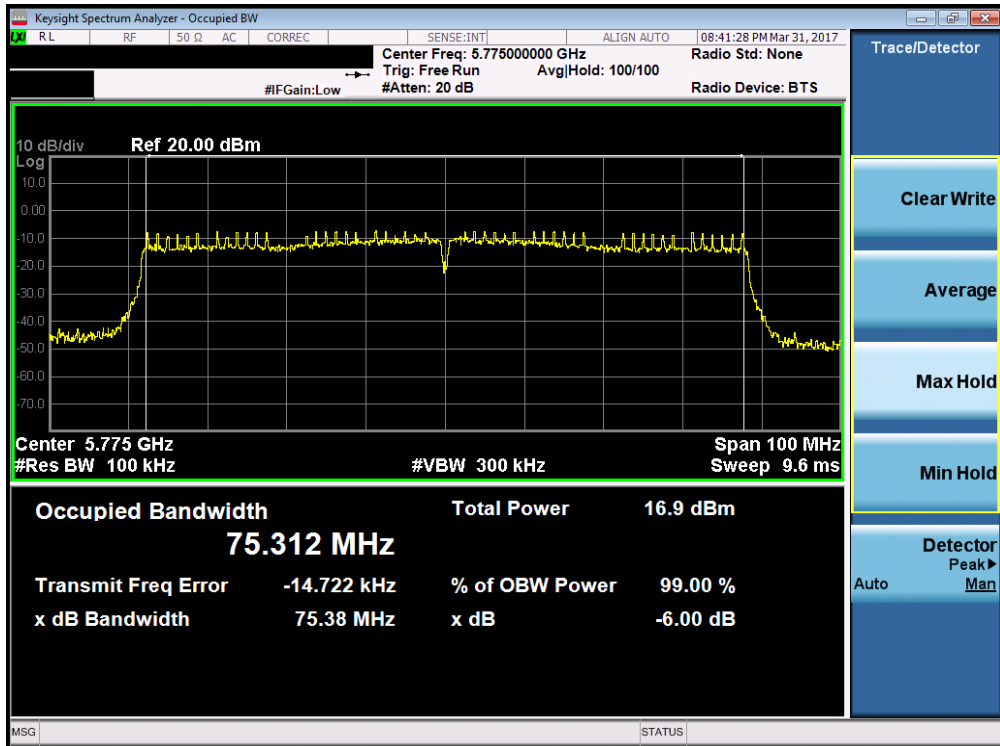 Keysight Spectrum Analyzer - Occupied BW
LXI RL RF 50 Ω AC CORREC SENSE:INT ALIGN AUTO 08:41:28 PM Mar 31, 2017
Center Freq: 5.775000000 GHz Radio Std: None
Trig: Free Run Avg|Hold: 100/100
#IFGain:Low #Atten: 20 dB Radio Device: BTS
10 dB/div Ref 20.00 dBm
Log
10.0
0.00
-10.0
-20.0
-30.0
-40.0
-50.0
-60.0
-70.0
Center 5.775 GHz Span 100 MHz
#Res BW 100 kHz #VBW 300 kHz Sweep 9.6 ms
Occupied Bandwidth Total Power 16.9 dBm
75.312 MHz
Transmit Freq Error -14.722 kHz % of OBW Power 99.00 %
x dB Bandwidth 75.38 MHz x dB -6.00 dB
Trace/Detector
Clear Write
Average
Max Hold
Min Hold
Detector
Peak▶
Auto Man
MSG STATUS